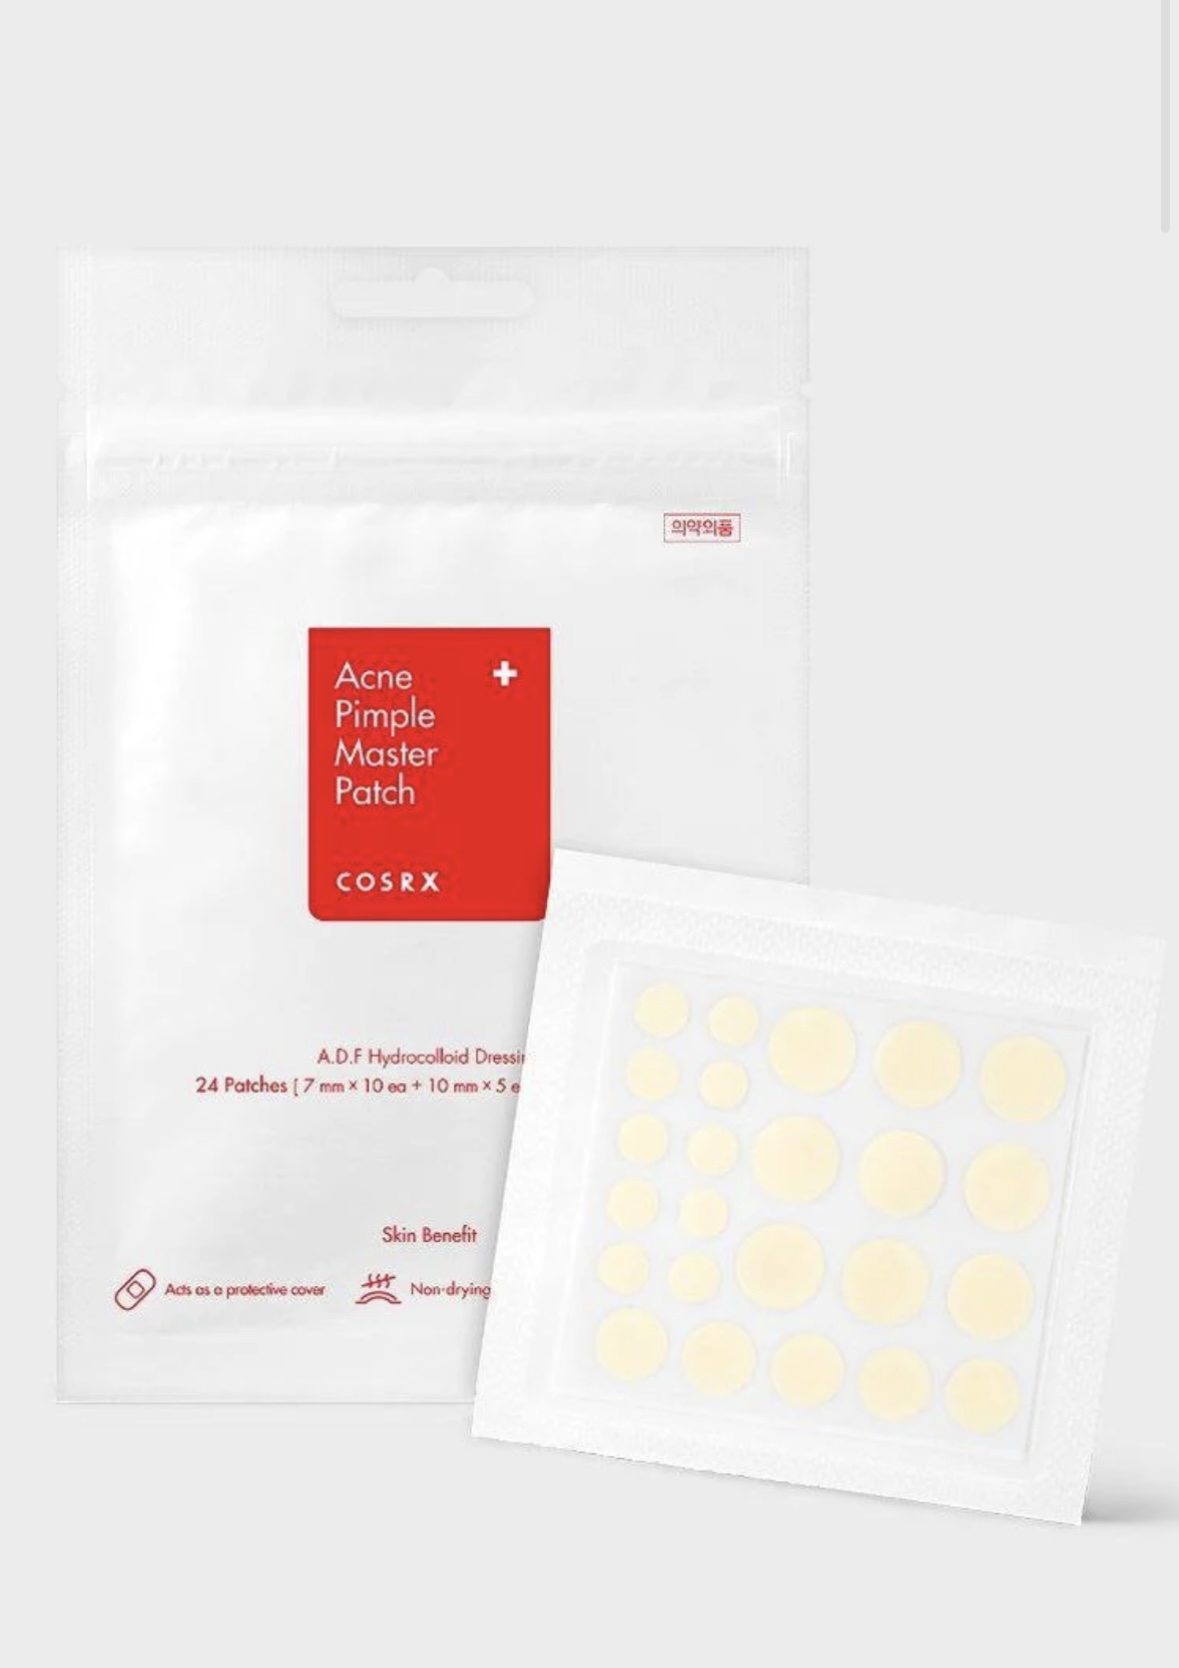 의약외품
Acne
Pimple
Master
Patch
COSRX
A.D.F Hydrocolloid
24 Patches [ 7 mm × 10 ea + 10 mm × 5
Skin Benefit
Acts as a protective cover
Non-drying